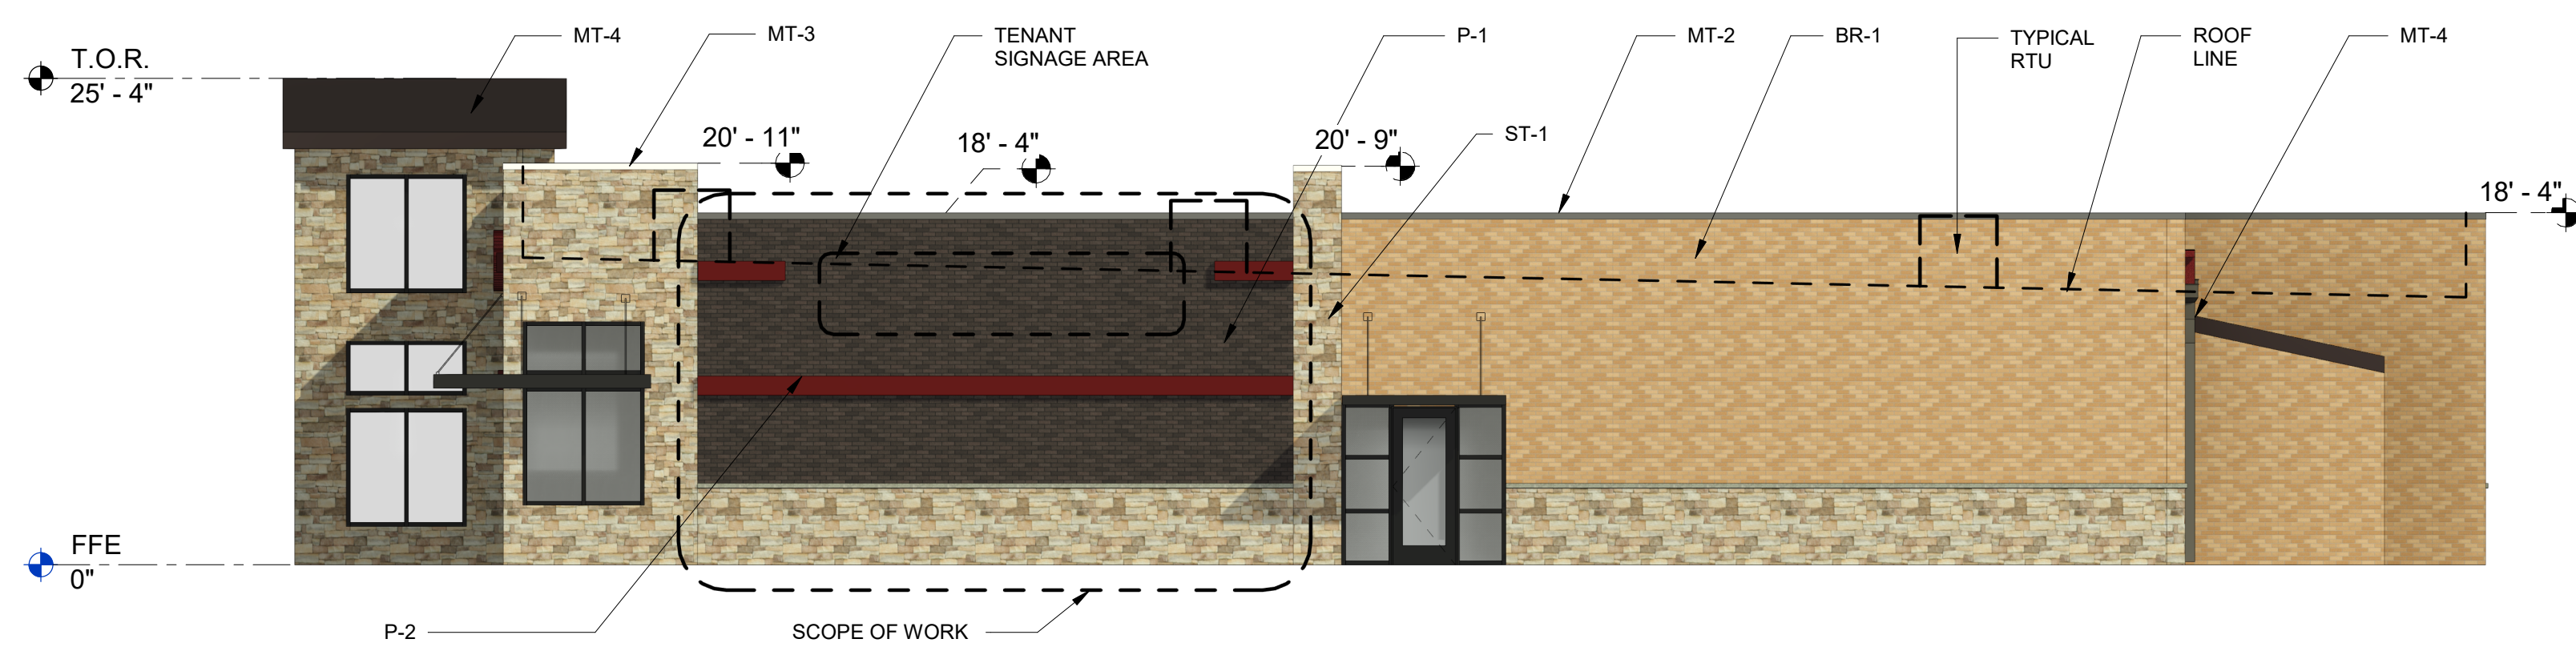 MT-4
MT-3
TENANT
SIGNAGE AREA
P-1
MT-2
BR-1
TYPICAL
RTU
ROOF
LINE
MT-4
T.O.R.
25' - 4"
20' - 11"
18' - 4"
20' - 9"
ST-1
18' - 4"
FFE
0"
P-2
SCOPE OF WORK